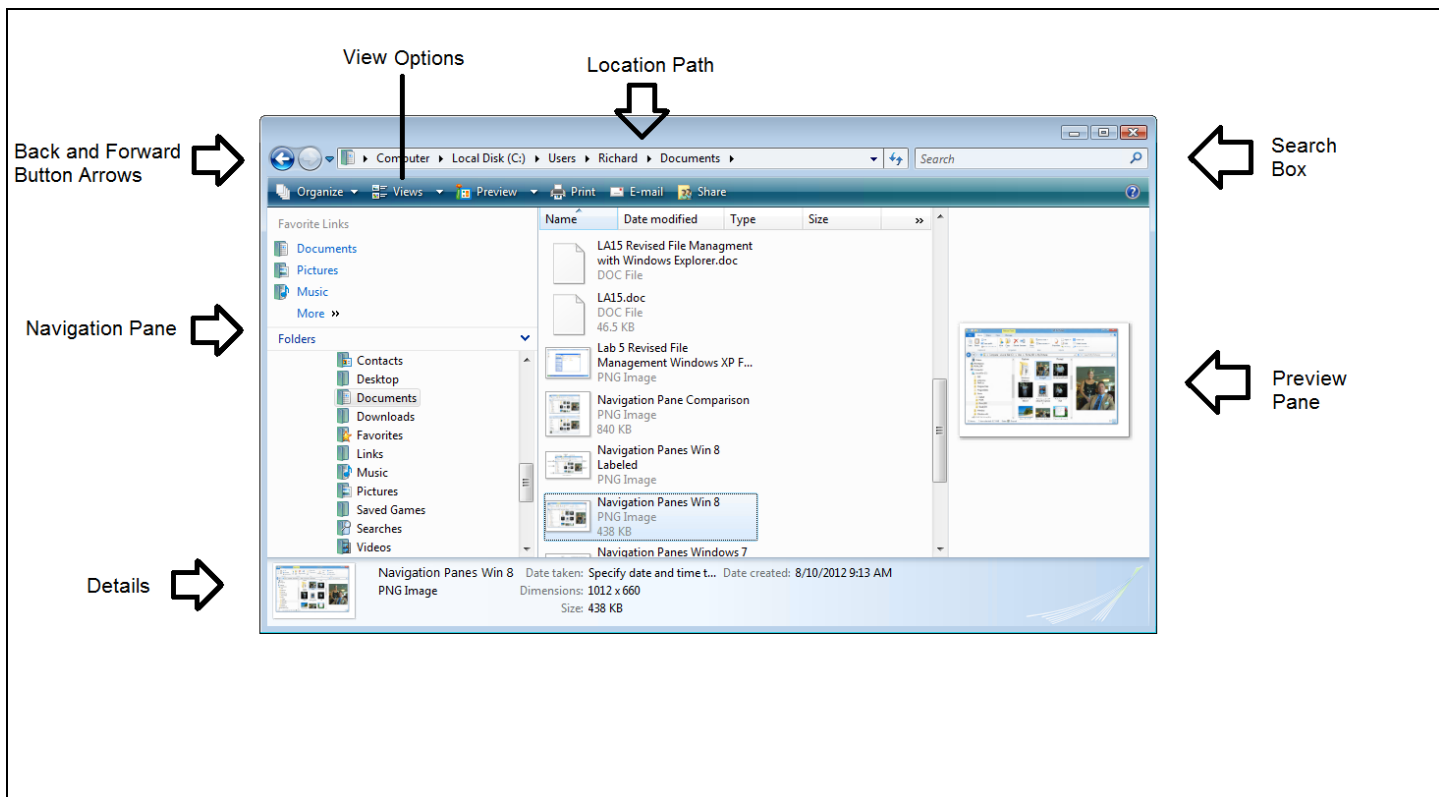 View Options
Location Path
Back and Forward
Button Arrows
Search
Box
Computer Local Disk (C:) Users Richard Documents
Search
Organize Views Preview Print E-mail Share
Favorite Links
Documents
Pictures
Music
More »
Navigation Pane
Folders
Contacts
Desktop
Documents
Downloads
Favorites
Links
Music
Pictures
Saved Games
Searches
Videos
Name Date modified Type Size »
LA15 Revised File Managment
with Windows Explorer.doc
DOC File
LA15.doc
DOC File
46.5 KB
Lab 5 Revised File
Management Windows XP F...
PNG Image
Navigation Pane Comparison
PNG Image
840 KB
Navigation Panes Win 8
Labeled
PNG Image
Navigation Panes Win 8
PNG Image
438 KB
Navigation Panes Windows 7
Preview
Pane
Details
Navigation Panes Win 8 Date taken: Specify date and time t... Date created: 8/10/2012 9:13 AM
PNG Image Dimensions: 1012 x 660
Size: 438 KB